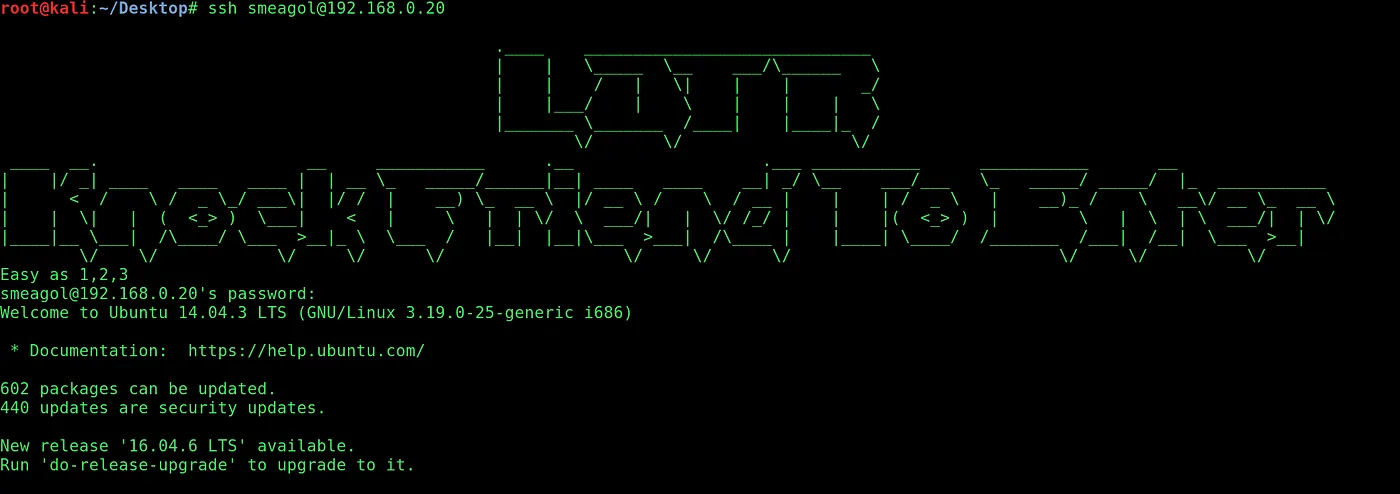 root@kali:~/Desktop# ssh smeagol@192.168.0.20
LOTR
Knock Friend To Enter
Easy as 1,2,3
smeagol@192.168.0.20's password:
Welcome to Ubuntu 14.04.3 LTS (GNU/Linux 3.19.0-25-generic i686)
* Documentation:  https://help.ubuntu.com/
602 packages can be updated.
440 updates are security updates.
New release '16.04.6 LTS' available.
Run 'do-release-upgrade' to upgrade to it.